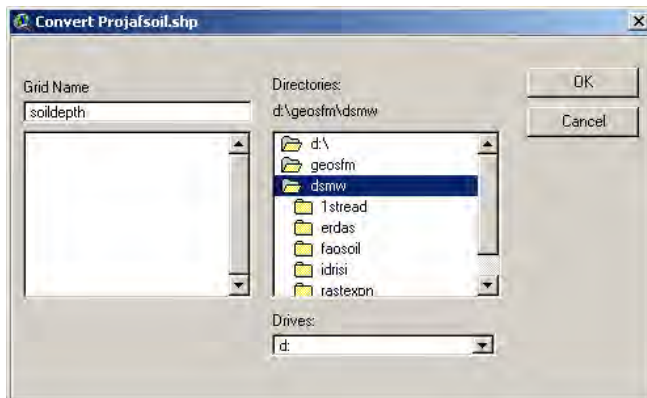 Convert Projafsoil.shp
Grid Name
soildepth
Directories:
d:\geosfm\dsmw
d:\
geosfm
dsmw
1stread
erdas
faosoil
idrisi
rastexpn
Drives:
d:
OK
Cancel